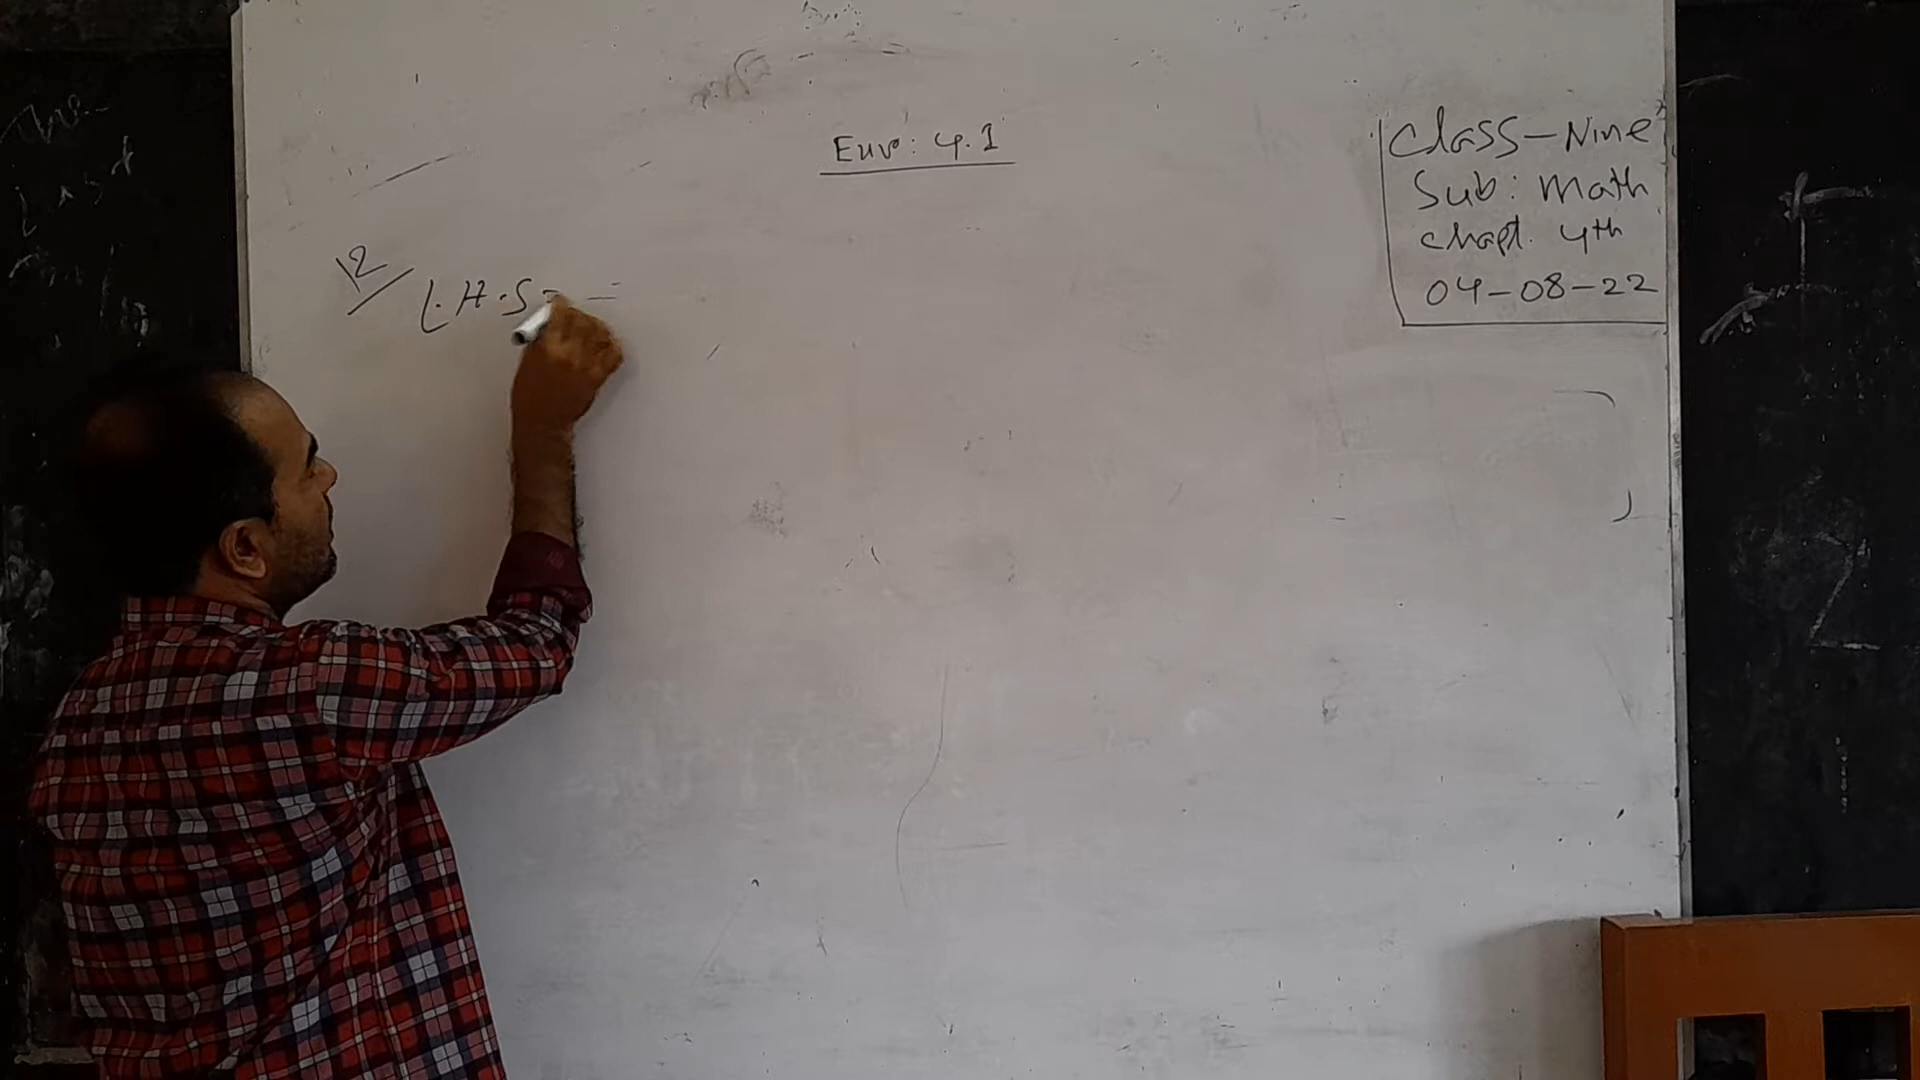 Exe: 4.1
Class-Nine
Sub: Math
Chapt. 4th
04-08-22
12
L.H.S =